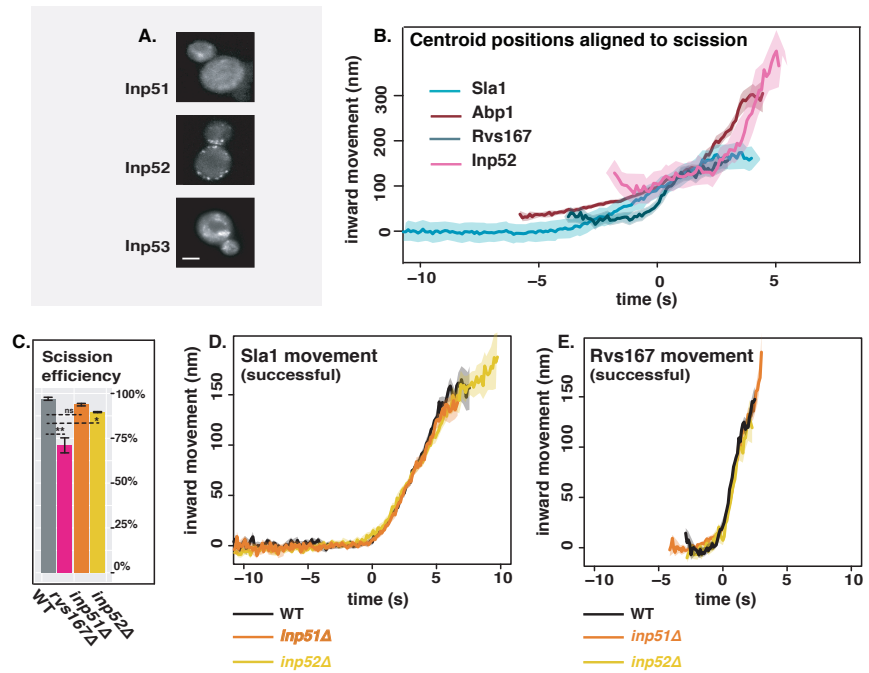 A.
Inp51
Inp52
Inp53
B.
Centroid positions aligned to scission
Sla1
Abp1
Rvs167
Inp52
inward movement (nm)
300
200
100
0
−10
−5
0
5
time (s)
C.
Scission
efficiency
100%
75%
50%
25%
0%
ns
*
**
WT
rvs167Δ
inp51Δ
inp52Δ
D.
Sla1 movement
(successful)
inward movement (nm)
150
100
50
0
−10
−5
0
5
10
time (s)
WT
Inp51Δ
inp52Δ
E.
Rvs167 movement
(successful)
inward movement (nm)
150
100
50
0
−10
−5
0
5
10
time (s)
WT
inp51Δ
inp52Δ